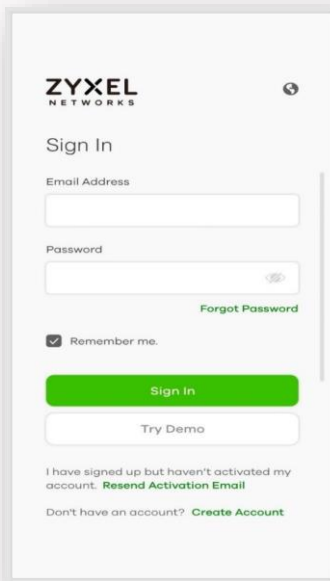 ZYXEL
NETWORKS
Sign In
Email Address
Password
Forgot Password
Remember me.
Sign In
Try Demo
I have signed up but haven't activated my
account. Resend Activation Email
Don't have an account? Create Account